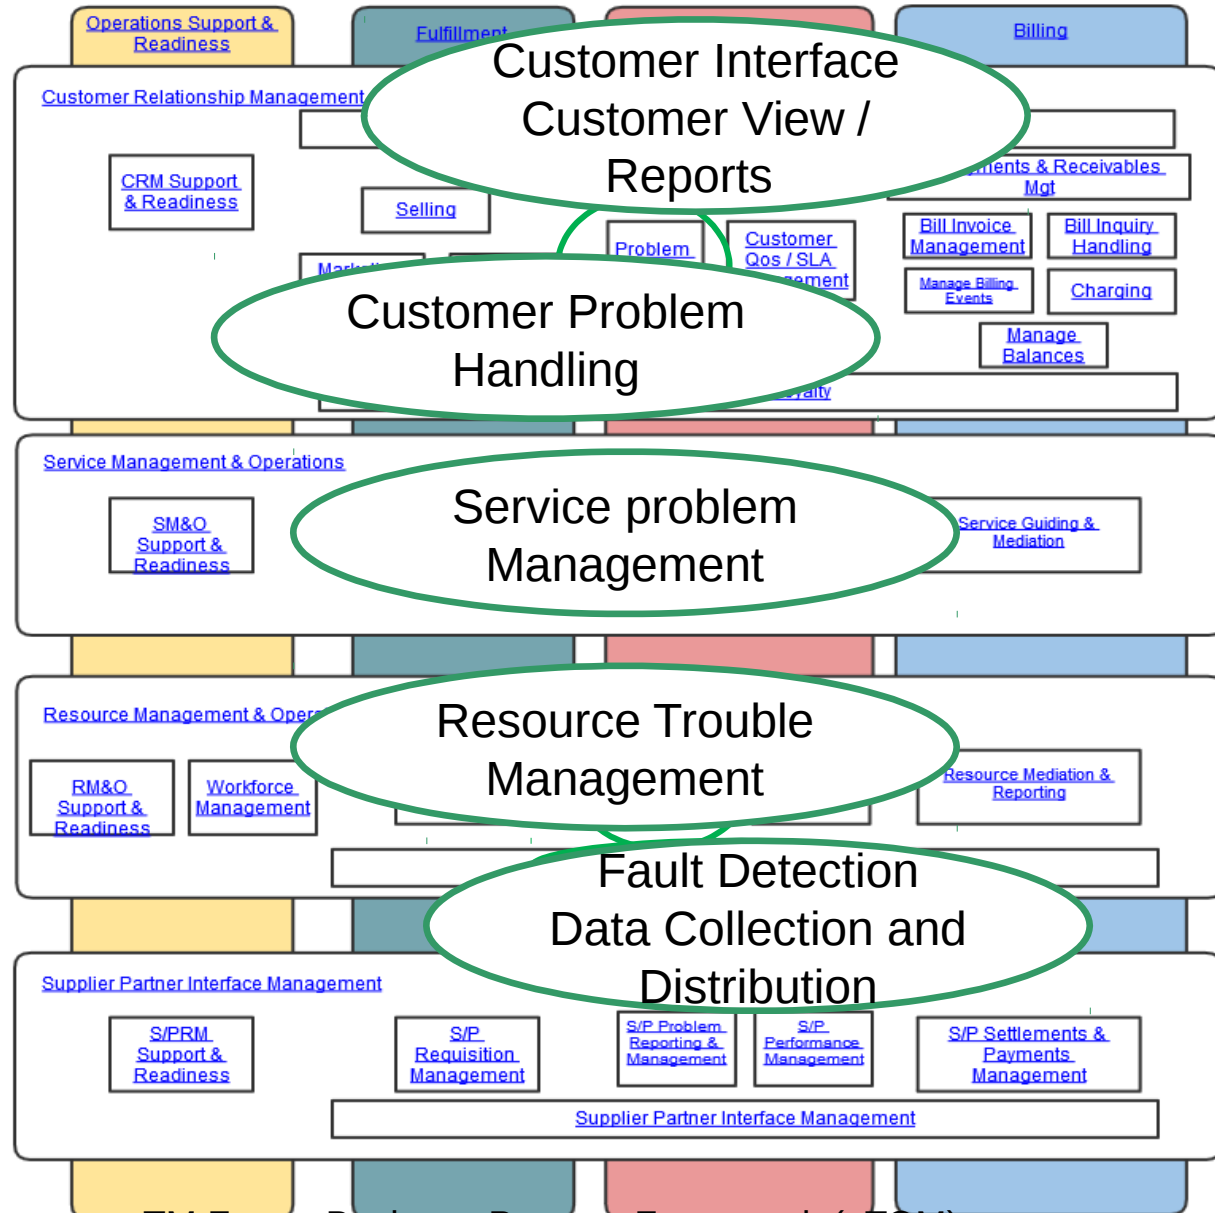 Operations Support &
Readiness
Fulfillment
Billing
Customer Interface
Customer View /
Reports
Customer Relationship Management
CRM Support
& Readiness
Selling
Problem
Customer
Qos / SLA
& Receivables
Mgt
Bill Invoice
Management
Bill Inquiry
Handling
Manage Billing
Events
Charging
Manage
Balances
Customer Problem
Handling
Service Management & Operations
SM&O
Support &
Readiness
Service problem
Management
Service Guiding &
Mediation
Resource Management &
RM&O
Support &
Readiness
Workforce
Management
Resource Trouble
Management
Resource Mediation &
Reporting
Fault Detection
Data Collection and
Distribution
Supplier Partner Interface Management
S/PRM
Support &
Readiness
S/P
Requisition
Management
S/P Problem
Reporting &
Management
S/P
Performance
Management
S/P Settlements &
Payments
Management
Supplier Partner Interface Management